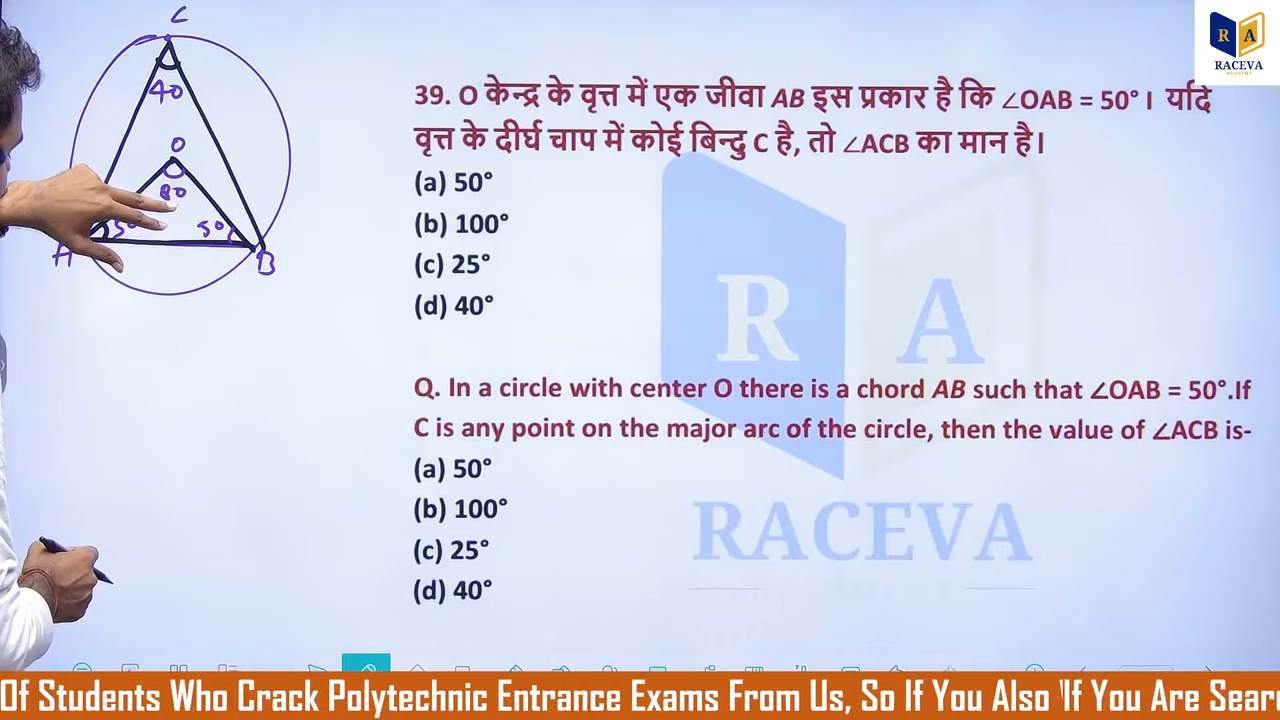 C
40
O
80
50
A
B
R A
RACEVA
ACADEMY
39. O केन्द्र के वृत्त में एक जीवा AB इस प्रकार है कि ∠OAB = 50° । यदि
वृत्त के दीर्घ चाप में कोई बिन्दु C है, तो ∠ACB का मान है।
(a) 50°
(b) 100°
(c) 25°
(d) 40°
Q. In a circle with center O there is a chord AB such that ∠OAB = 50°.If
C is any point on the major arc of the circle, then the value of ∠ACB is-
(a) 50°
(b) 100°
(c) 25°
(d) 40°
R A
RACEVA
Of Students Who Crack Polytechnic Entrance Exams From Us, So If You Also 'If You Are